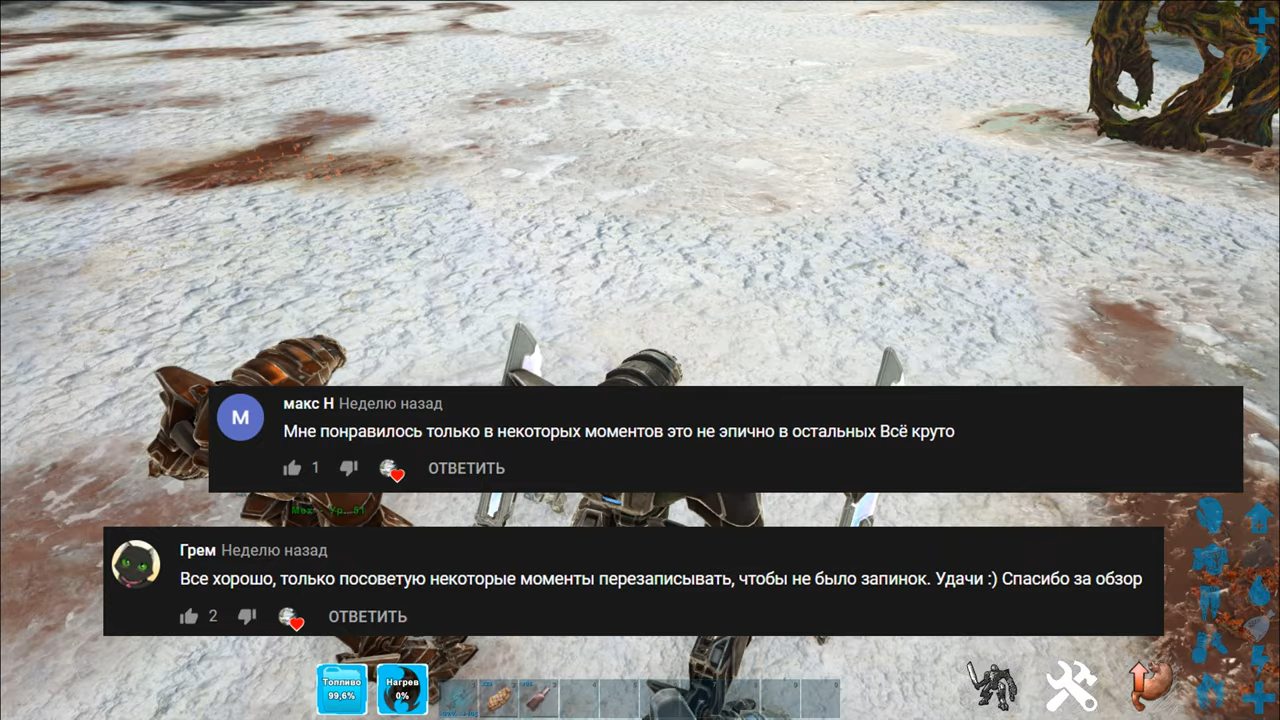 M
макс Н Неделю назад
Мне понравилось только в некоторых моментов это не эпично в остальных Всё круто
1 ОТВЕТИТЬ
Грем Неделю назад
Все хорошо, только посоветую некоторые моменты перезаписывать, чтобы не было запинок. Удачи :) Спасибо за обзор
2 ОТВЕТИТЬ
Топливо
99,6%
Нагрев
0%